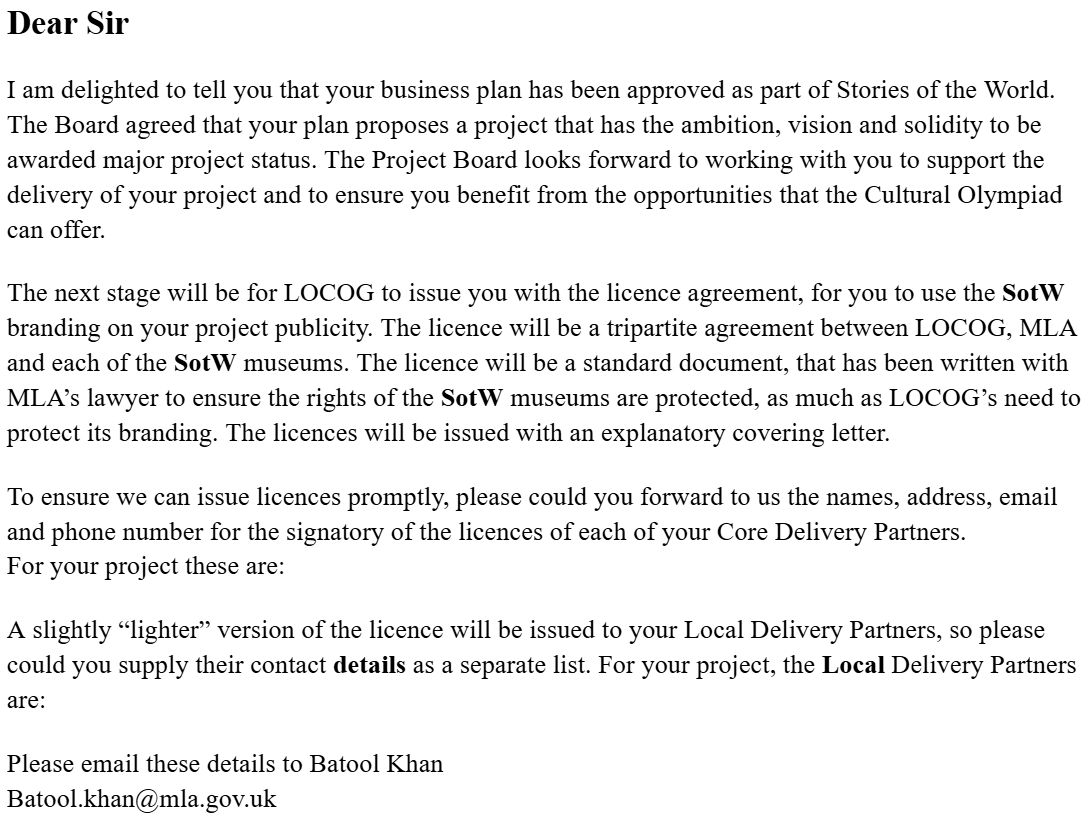 Dear Sir
I am delighted to tell you that your business plan has been approved as part of Stories of the World.
The Board agreed that your plan proposes a project that has the ambition, vision and solidity to be
awarded major project status. The Project Board looks forward to working with you to support the
delivery of your project and to ensure you benefit from the opportunities that the Cultural Olympiad
can offer.
The next stage will be for LOCOG to issue you with the licence agreement, for you to use the SotW
branding on your project publicity. The licence will be a tripartite agreement between LOCOG, MLA
and each of the SotW museums. The licence will be a standard document, that has been written with
MLA’s lawyer to ensure the rights of the SotW museums are protected, as much as LOCOG’s need to
protect its branding. The licences will be issued with an explanatory covering letter.
To ensure we can issue licences promptly, please could you forward to us the names, address, email
and phone number for the signatory of the licences of each of your Core Delivery Partners.
For your project these are:
A slightly “lighter” version of the licence will be issued to your Local Delivery Partners, so please
could you supply their contact details as a separate list. For your project, the Local Delivery Partners
are:
Please email these details to Batool Khan
Batool.khan@mla.gov.uk